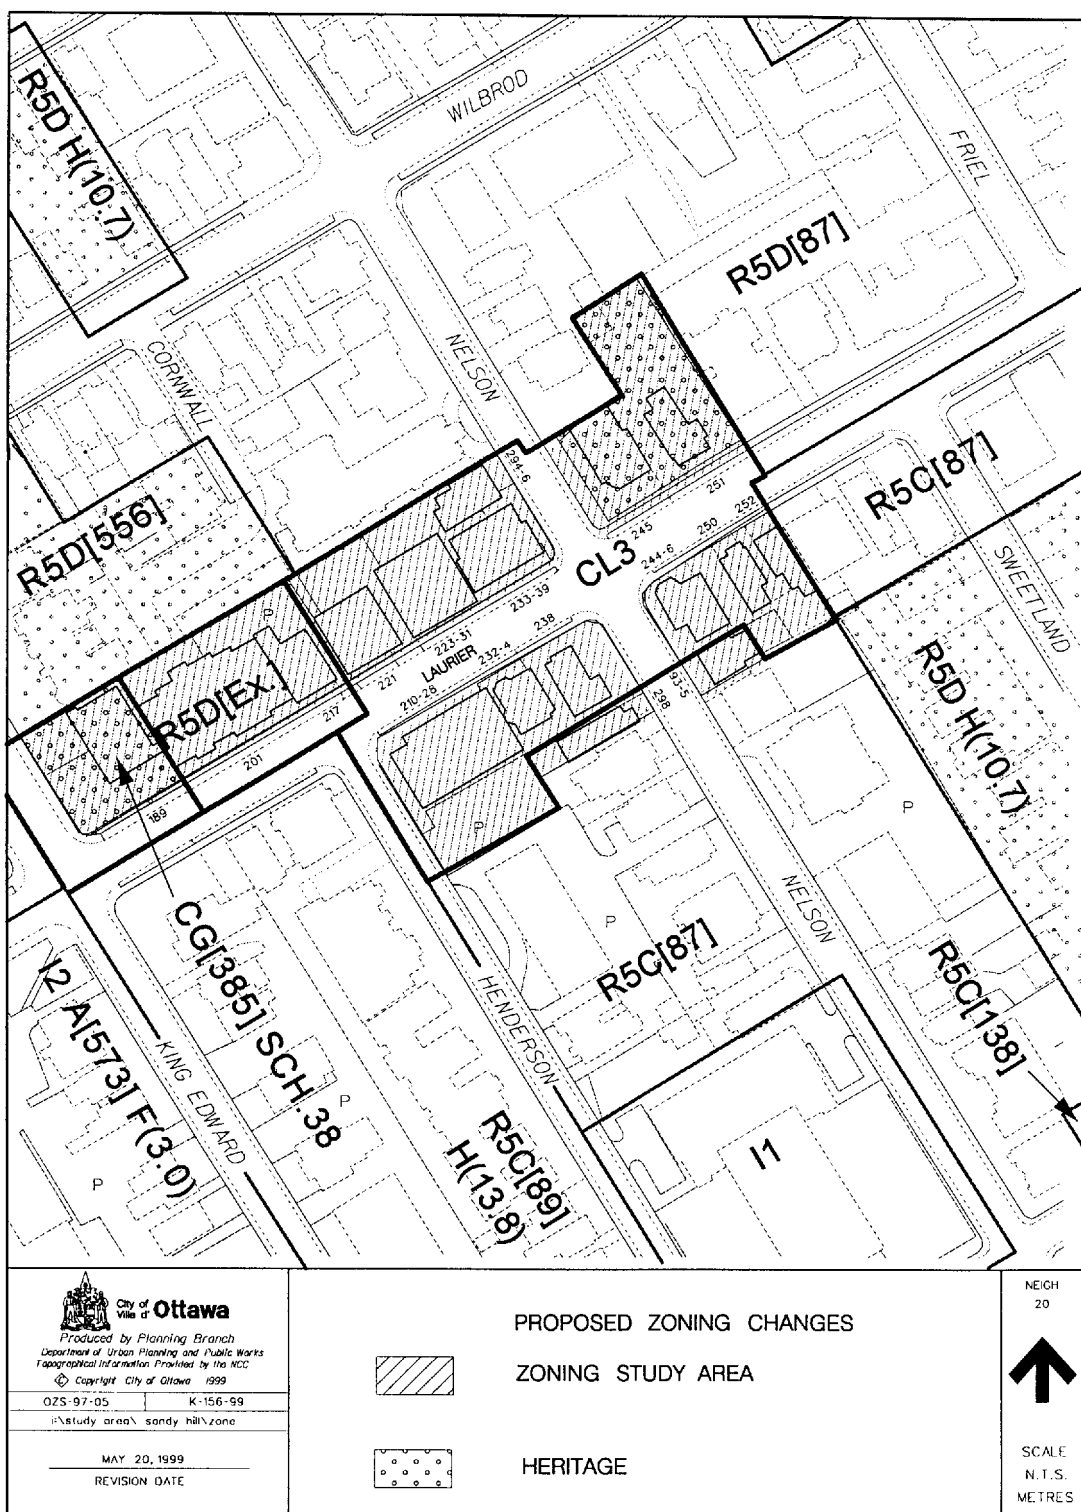 WILBROD
FRIEL
R5D H(10.7)
R5D[87]
CORNWALL
NELSON
294-6
R5C[87]
251
252
250
245
244-6
CL3
SWEETLAND
R5D[556]
233-39
238
223-31
232-4
LAURIER
221
210-28
P
R5D[Ex.]
217
201
189
298
R5D H(10.7)
P
P
P
NELSON
R5C[87]
R5C[138]
CG[385] SCH.38
HENDERSON
I2 A[573] F(3.0)
KING EDWARD
P
P
R5C[89]
H(13.8)
I1
City of
Ville d' Ottawa
Produced by Planning Branch
Department of Urban Planning and Public Works
Topographical Information Provided by the NCC
© Copyright City of Ottawa 1999
OZS-97-05
K-156-99
i:\study area\ sandy hill\zone
MAY 20, 1999
REVISION DATE
PROPOSED ZONING CHANGES
ZONING STUDY AREA
HERITAGE
NEIGH
20
SCALE
N.T.S.
METRES